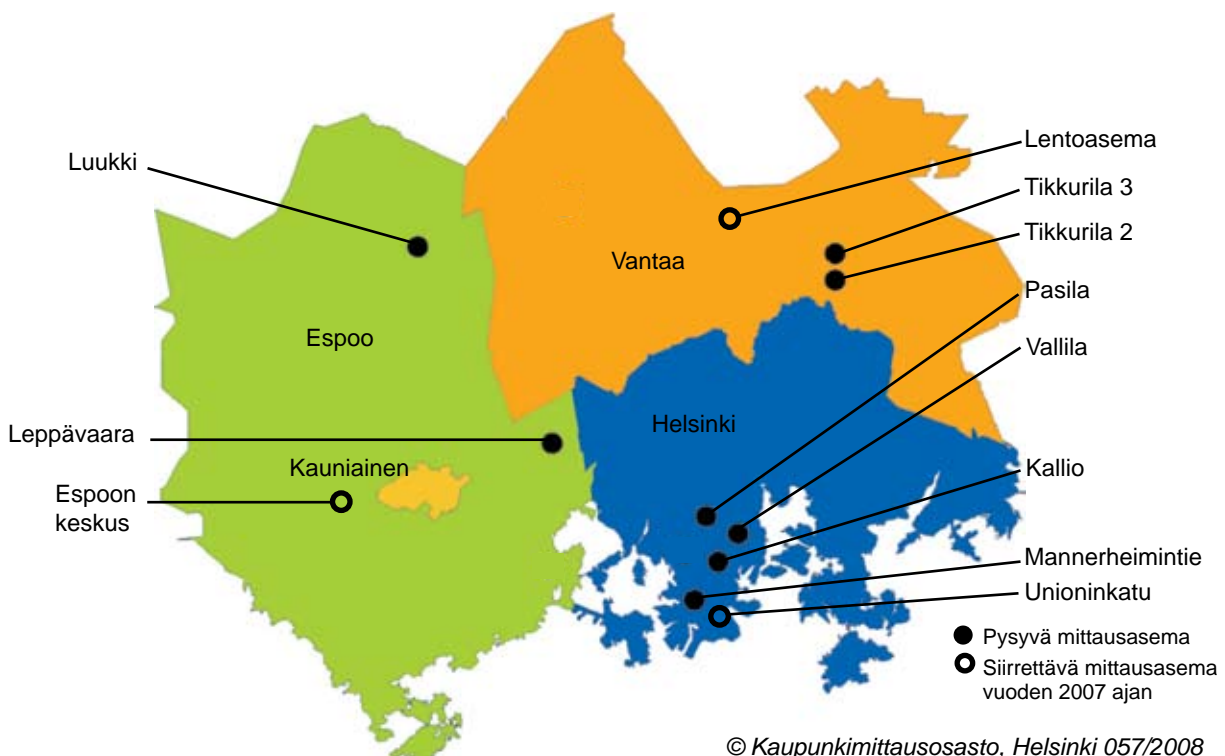 Lentoasema
Luukki
Tikkurila 3
Tikkurila 2
Vantaa
Pasila
Espoo
Vallila
Helsinki
Leppävaara
Kauniainen
Kallio
Espoon
keskus
Mannerheimintie
Unioninkatu
Pysyvä mittausasema
Siirrettävä mittausasema
vuoden 2007 ajan
© Kaupunkimittausosasto, Helsinki 057/2008